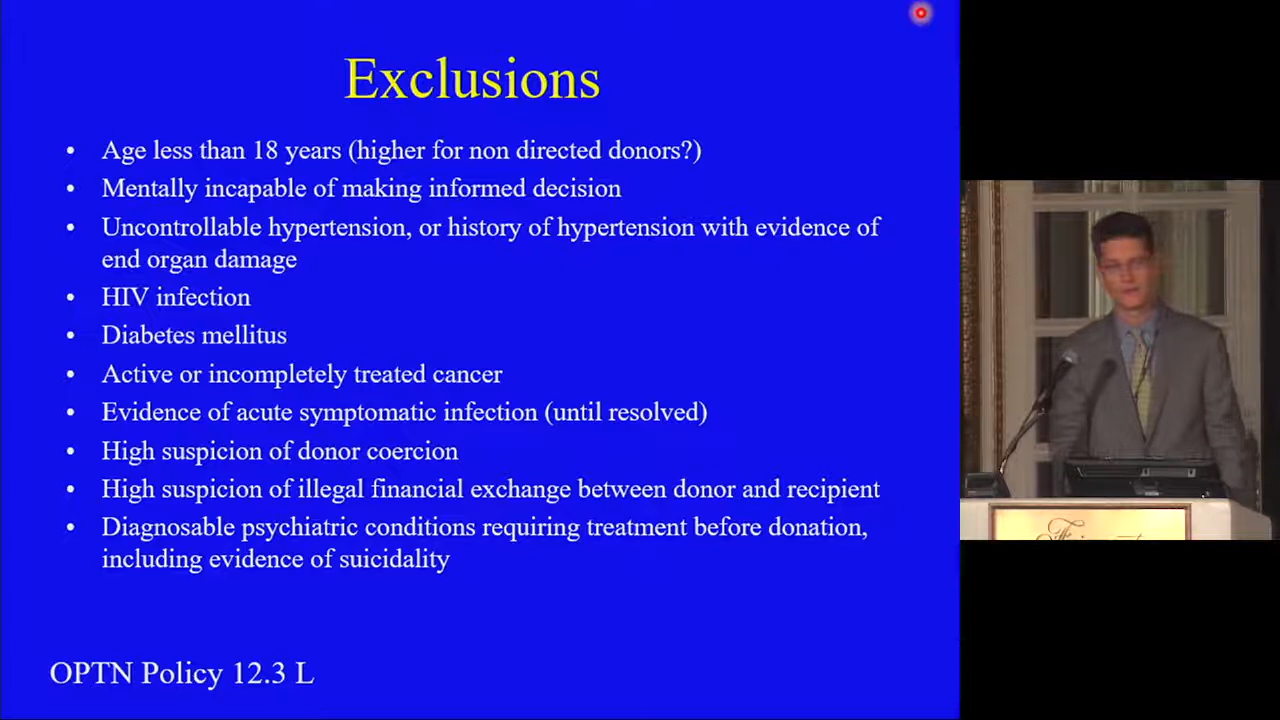 Exclusions
• Age less than 18 years (higher for non directed donors?)
• Mentally incapable of making informed decision
• Uncontrollable hypertension, or history of hypertension with evidence of
end organ damage
• HIV infection
• Diabetes mellitus
• Active or incompletely treated cancer
• Evidence of acute symptomatic infection (until resolved)
• High suspicion of donor coercion
• High suspicion of illegal financial exchange between donor and recipient
• Diagnosable psychiatric conditions requiring treatment before donation,
including evidence of suicidality
OPTN Policy 12.3 L